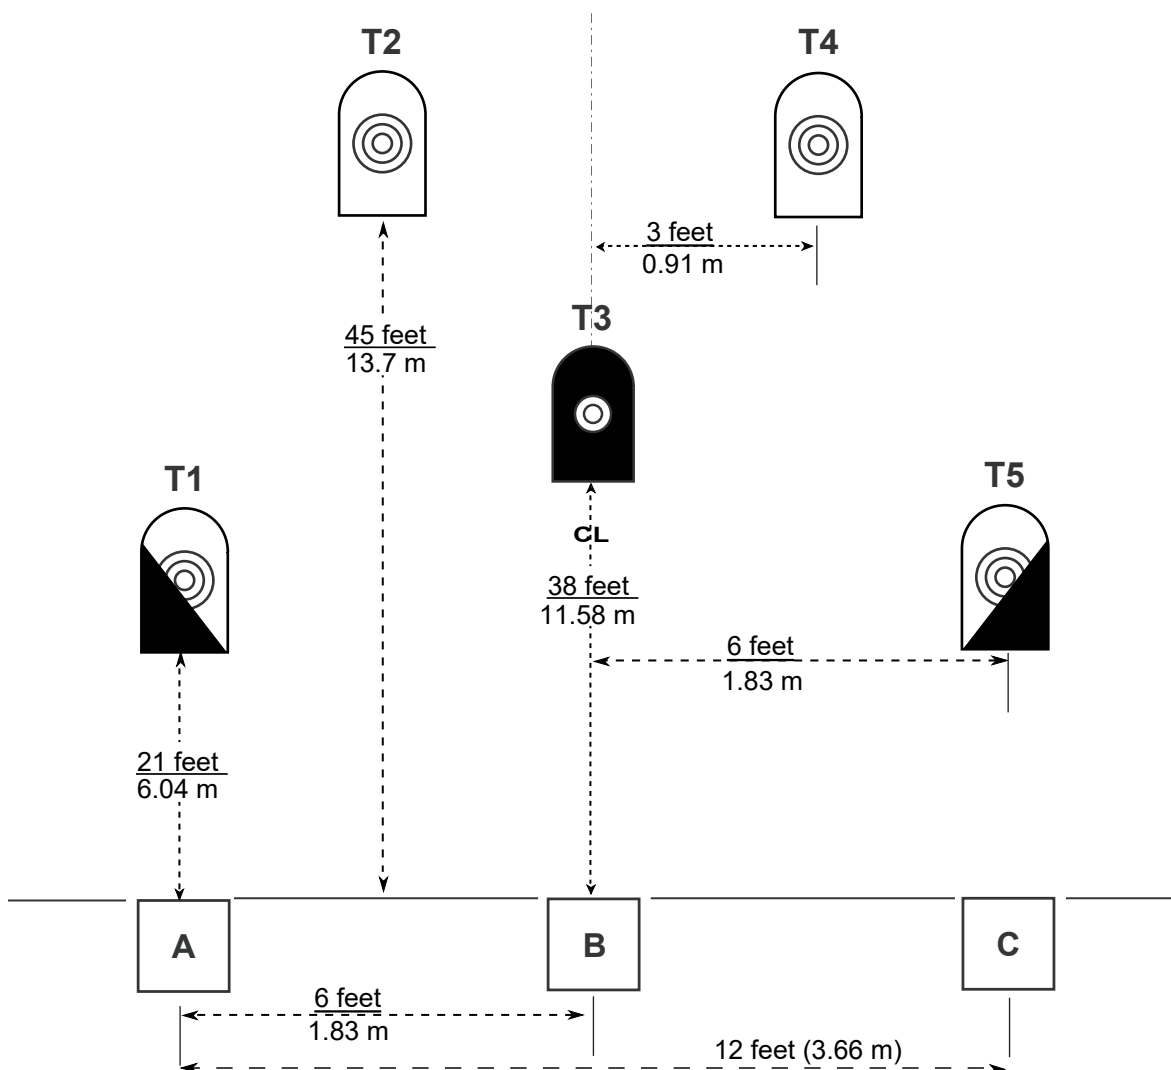 T2
T4
3 feet
0.91 m
T3
45 feet
13.7 m
T1
T5
CL
38 feet
11.58 m
6 feet
1.83 m
21 feet
6.04 m
A
B
C
6 feet
1.83 m
12 feet (3.66 m)